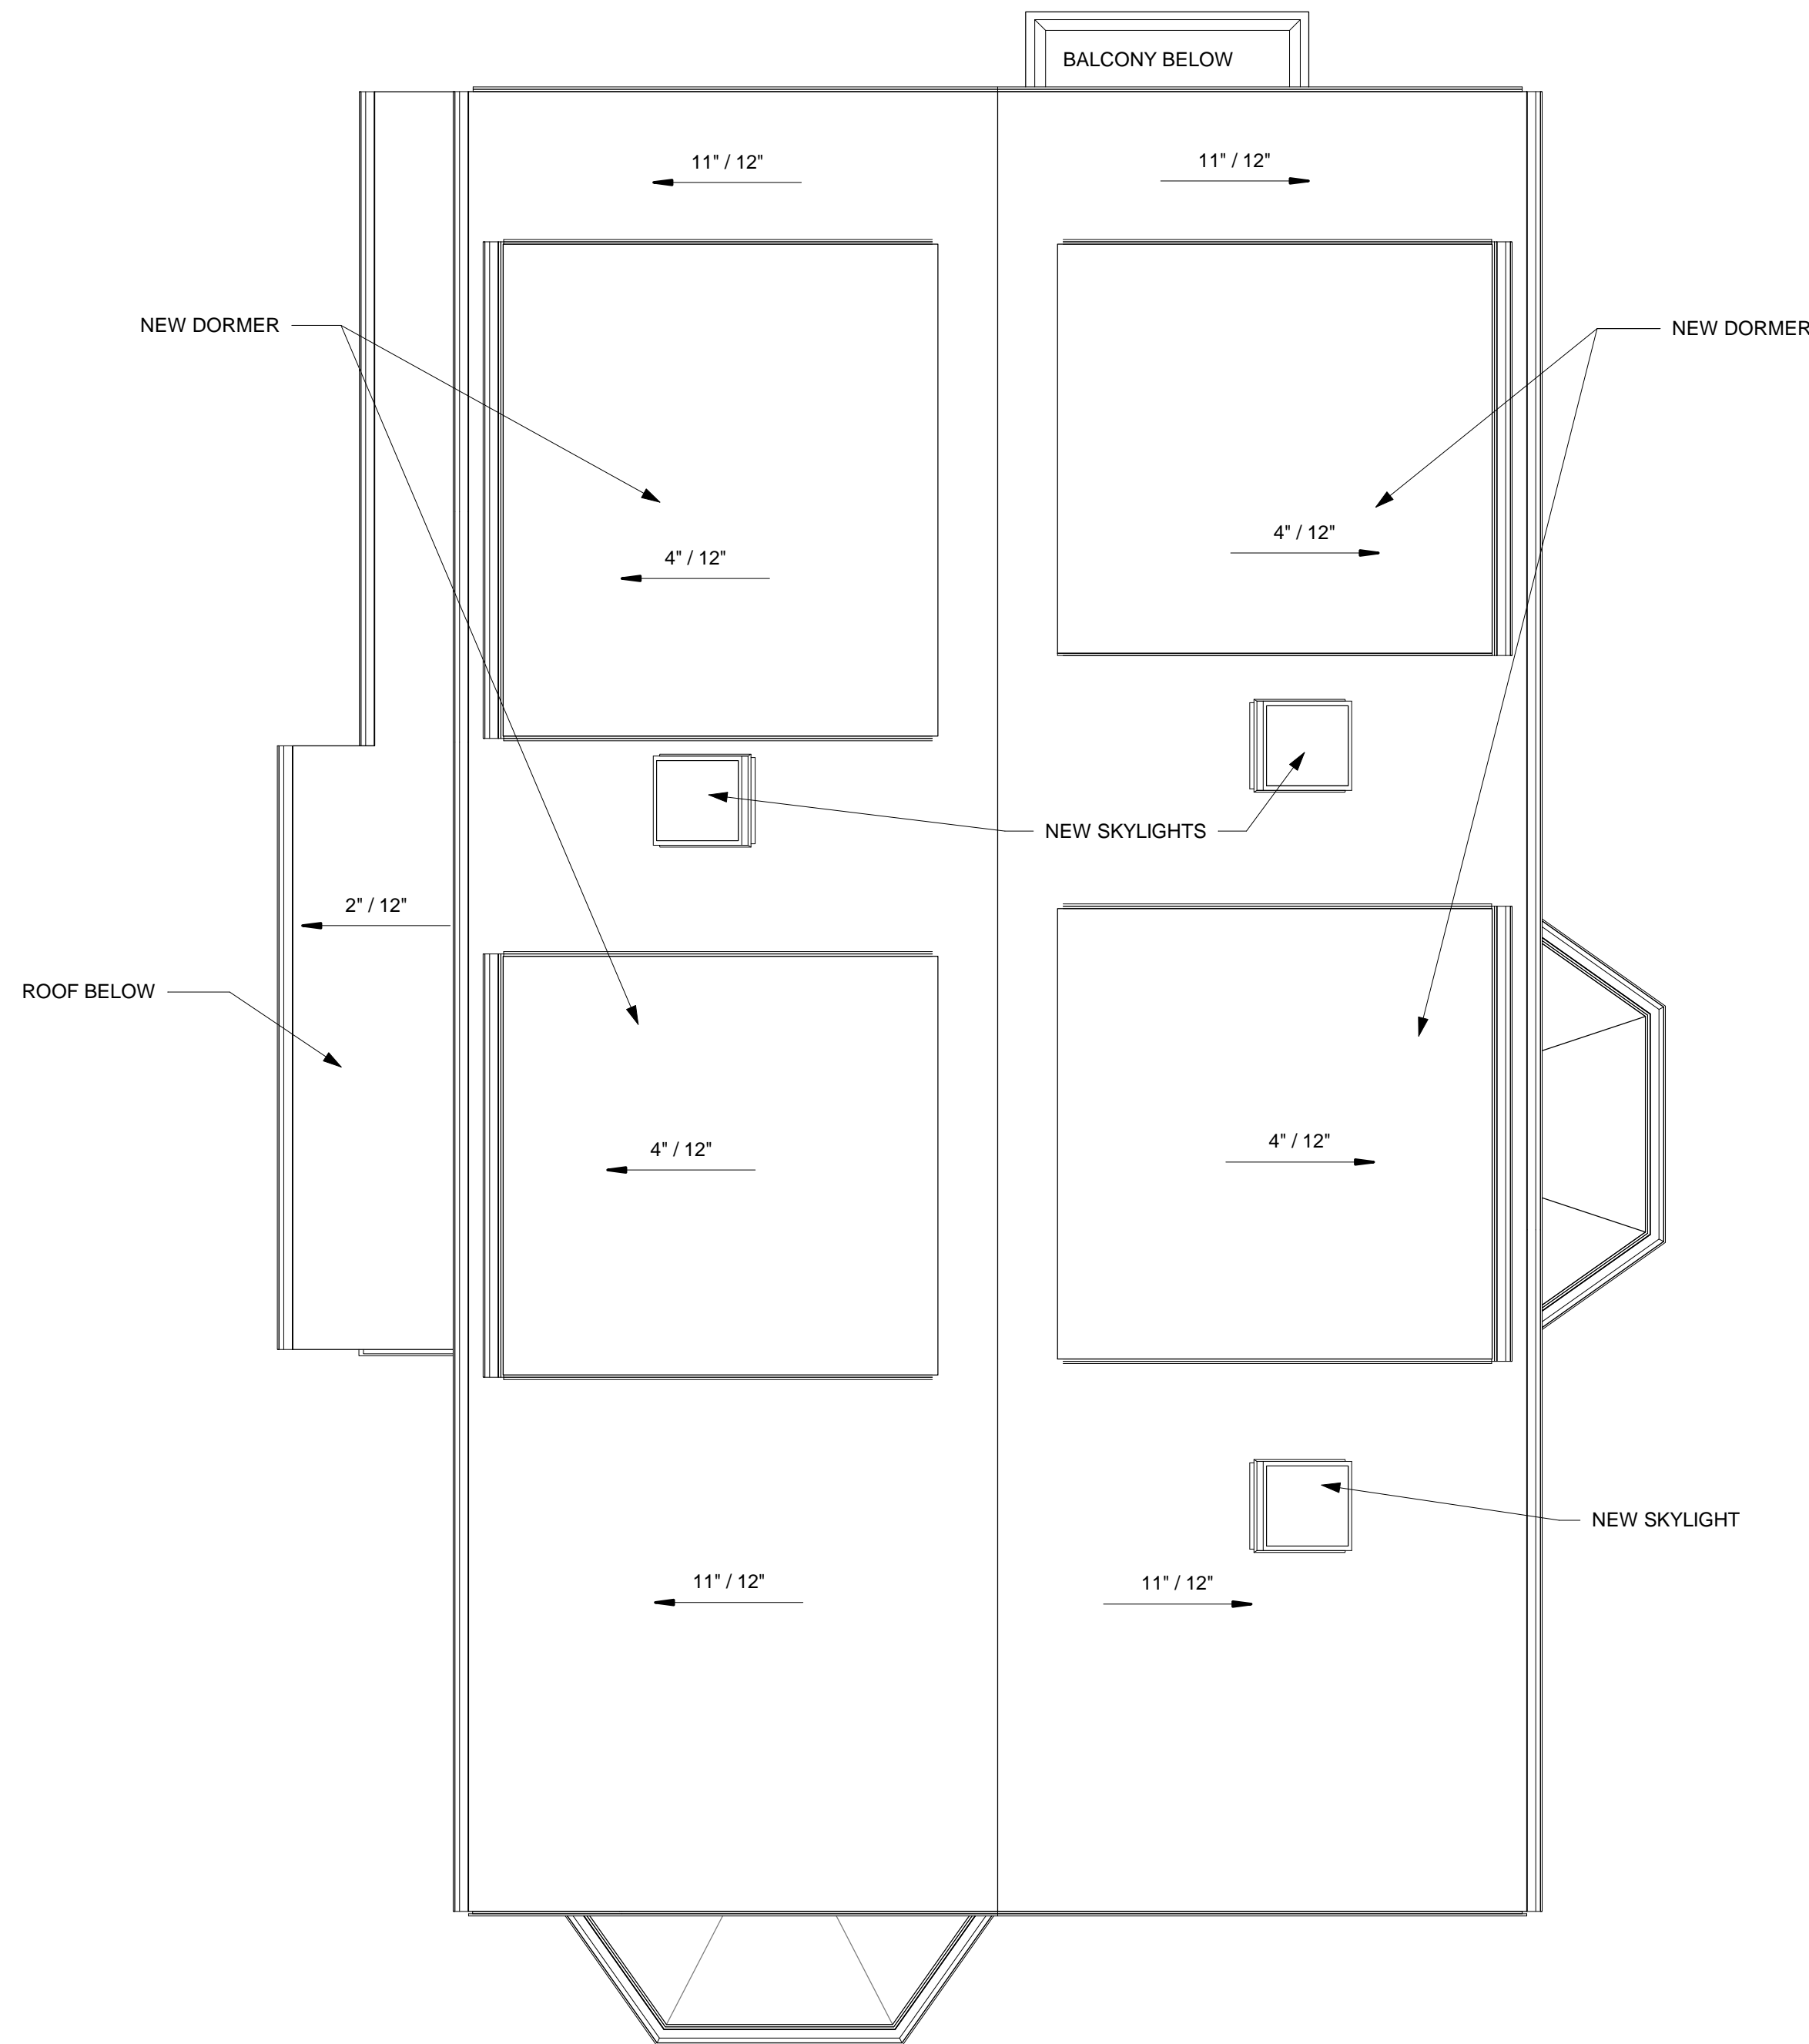 BALCONY BELOW
11" / 12"
11" / 12"
NEW DORMER
NEW DORMER
4" / 12"
4" / 12"
NEW SKYLIGHTS
2" / 12"
ROOF BELOW
4" / 12"
4" / 12"
NEW SKYLIGHT
11" / 12"
11" / 12"